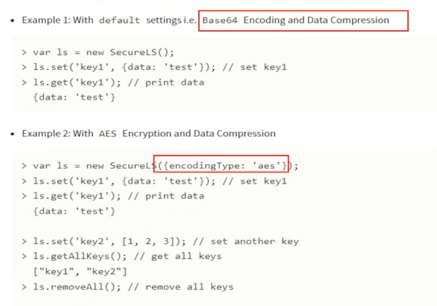 • Example 1: With default settings i.e. Base64 Encoding and Data Compression
> var ls = new SecureLS();
> ls.set('key1', {data: 'test'}); // set key1
> ls.get('key1'); // print data
{data: 'test'}
• Example 2: With AES Encryption and Data Compression
> var ls = new SecureLS({encodingType: 'aes'});
> ls.set('key1', {data: 'test'}); // set key1
> ls.get('key1'); // print data
{data: 'test'}
> ls.set('key2', [1, 2, 3]); // set another key
> ls.getAllKeys(); // get all keys
["key1", "key2"]
> ls.removeAll(); // remove all keys